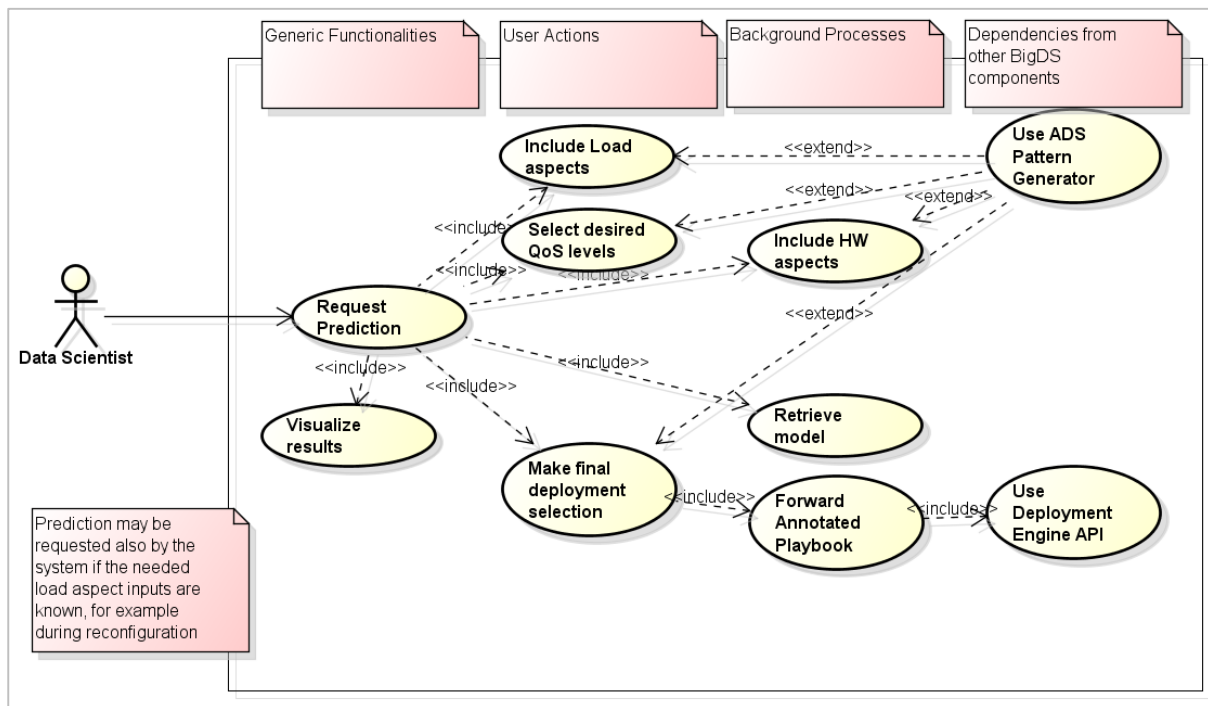 Generic Functionalities
User Actions
Background Processes
Dependencies from
other BigDS
components
Include Load
aspects
<<extend>>
Use ADS
Pattern
Generator
<<extend>>
<<extend>>
<<include>>
Select desired
QoS levels
Include HW
aspects
<<include>>
<<include>>
Request
Prediction
<<extend>>
Data Scientist
<<include>>
<<include>>
<<include>>
Visualize
results
Retrieve
model
Make final
deployment
selection
<<include>>
Forward
Annotated
Playbook
<<include>>
Use
Deployment
Engine API
Prediction may be
requested also by the
system if the needed
load aspect inputs are
known, for example
during reconfiguration